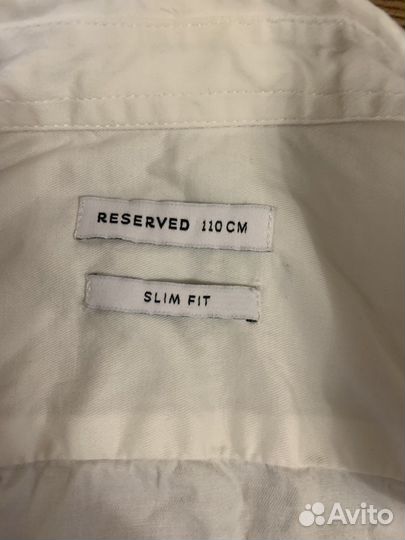 RESERVED 110 CM
SLIM FIT
Avito